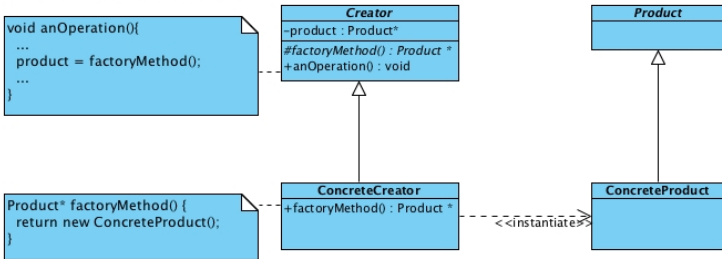 void anOperation(){
...
product = factoryMethod();
...
}
Creator
-product : Product*
#factoryMethod() : Product *
+anOperation() : void
Product
Product* factoryMethod() {
return new ConcreteProduct();
}
ConcreteCreator
+factoryMethod() : Product *
<<instantiate>>
ConcreteProduct